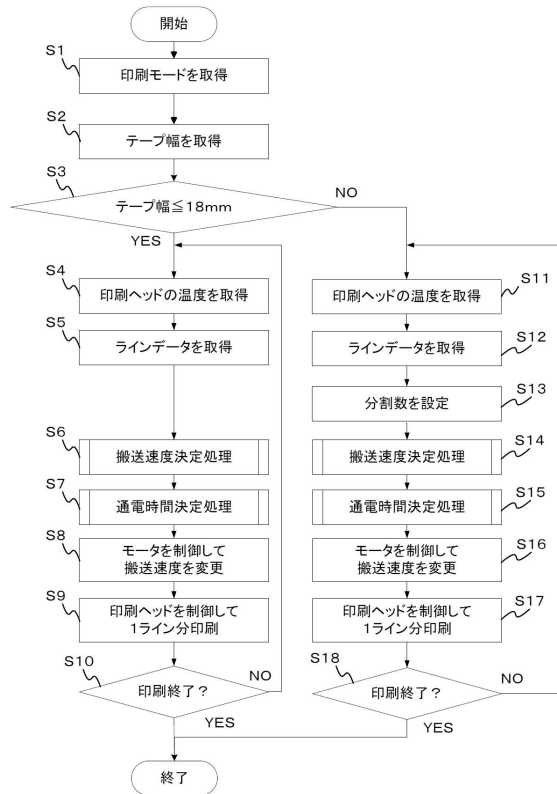 開始
S1
印刷モードを取得
S2
テープ幅を取得
S3
テープ幅≦18mm
NO
YES
S4
印刷ヘッドの温度を取得
S5
ラインデータを取得
S6
搬送速度決定処理
S7
通電時間決定処理
S8
モータを制御して
搬送速度を変更
S9
印刷ヘッドを制御して
1ライン分印刷
S10
印刷終了?
NO
YES
S11
印刷ヘッドの温度を取得
S12
ラインデータを取得
S13
分割数を設定
S14
搬送速度決定処理
S15
通電時間決定処理
S16
モータを制御して
搬送速度を変更
S17
印刷ヘッドを制御して
1ライン分印刷
S18
印刷終了?
NO
YES
終了